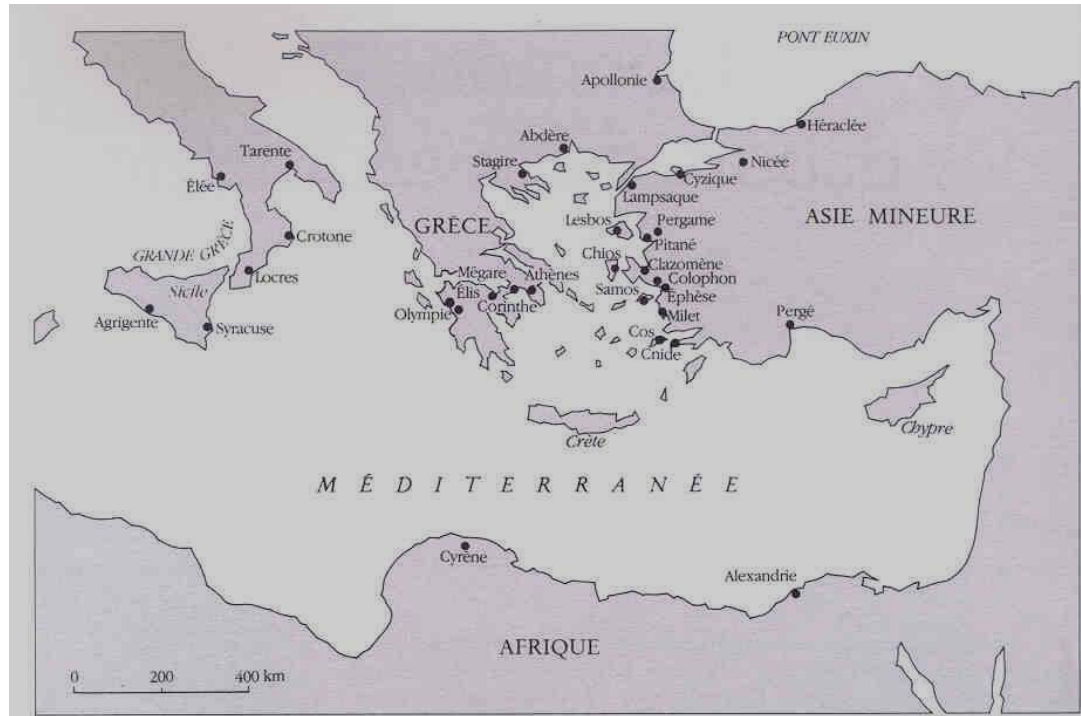 PONT EUXIN
Apollonie
Héraclée
Abdère
Tarente
Stagire
Nicée
Élée
Cyzique
Lampsaque
Lesbos
Pergame
ASIE MINEURE
GRÈCE
Crotone
Pitané
GRANDE GRÈCE
Chios
Clazomène
Locres
Mégare
Athènes
Colophon
Sicile
Élis
Samos
Éphèse
Olympie
Corinthe
Milet
Pergé
Agrigente
Syracuse
Cos
Cnide
Crète
Chypre
MÉDITERRANÉE
Cyrène
Alexandrie
AFRIQUE
0 200 400 km